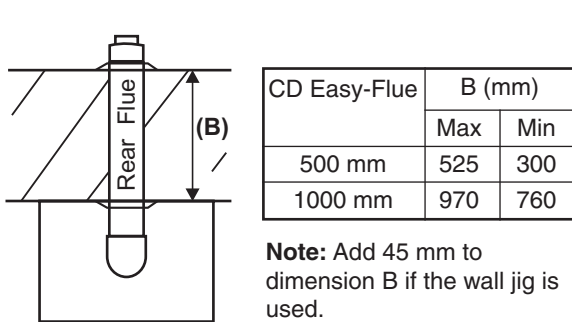 Rear Flue
(B)
CD Easy-Flue B (mm)
Max Min
500 mm 525 300
1000 mm 970 760
Note: Add 45 mm to
dimension B if the wall jig is
used.